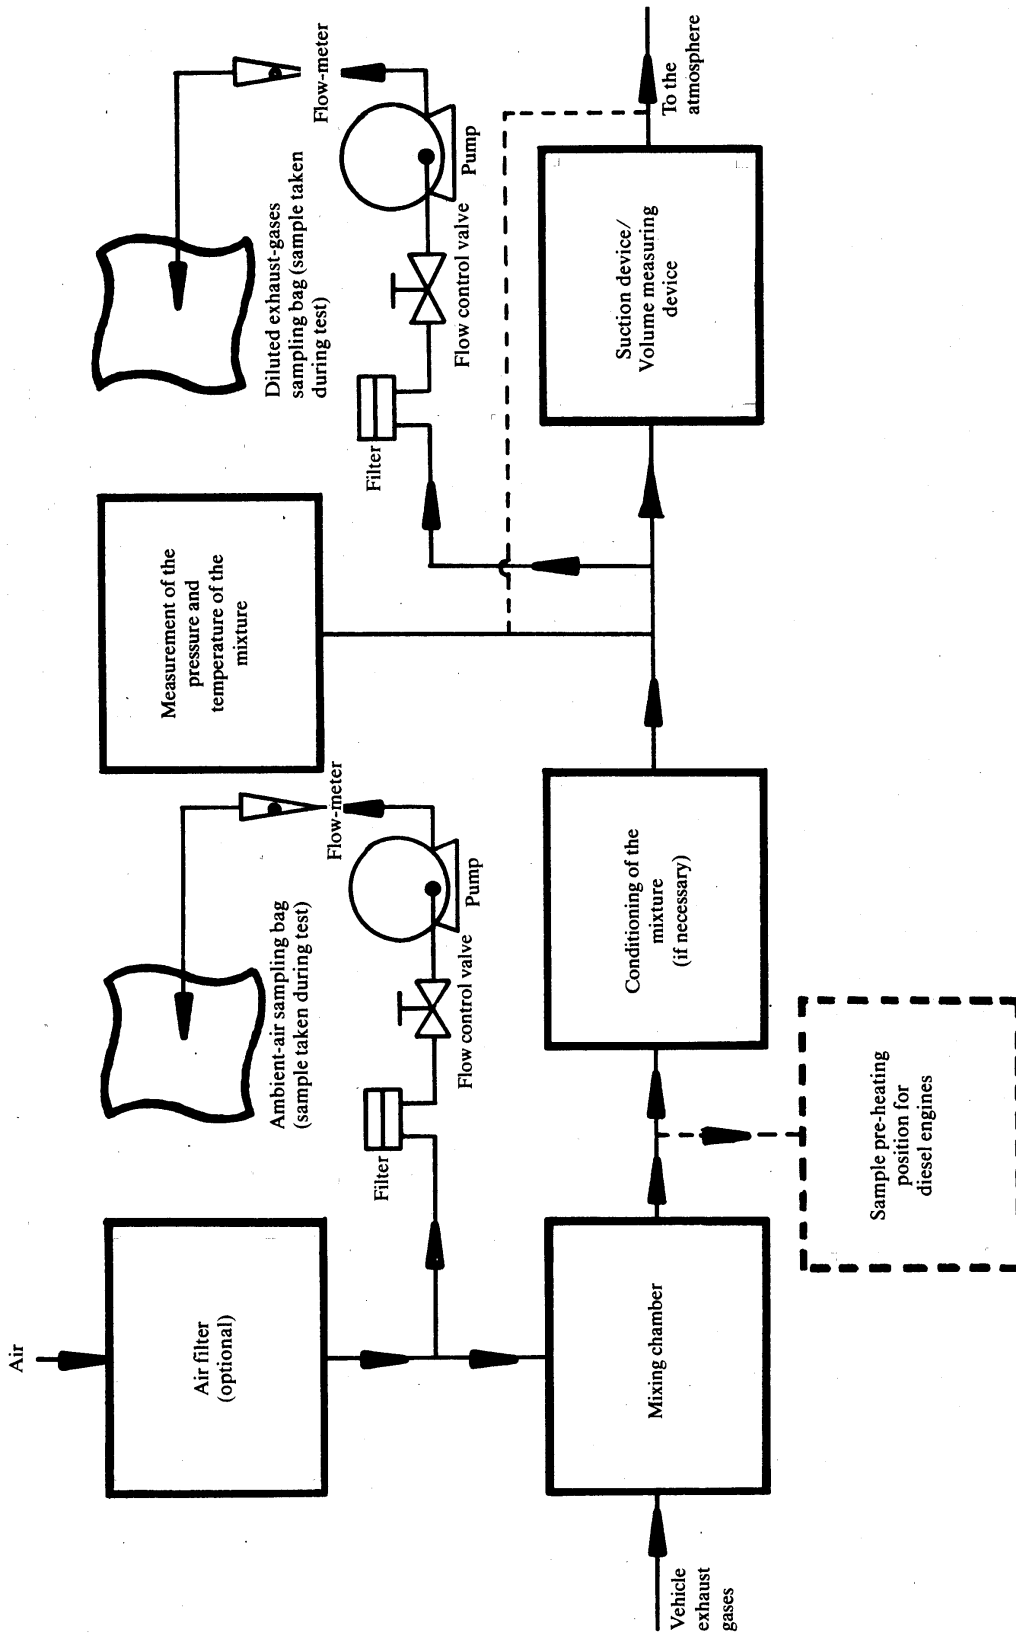 Air
Air filter
(optional)
Vehicle
exhaust
gases
Mixing chamber
Filter
Flow control valve
Pump
Flow-meter
Ambient-air sampling bag
(sample taken during test)
Sample pre-heating
position for
diesel engines
Conditioning of the
mixture
(if necessary)
Measurement of the
pressure and
temperature of the
mixture
Filter
Flow control valve
Pump
Flow-meter
Diluted exhaust-gases
sampling bag (sample taken
during test)
Suction device/
Volume measuring
device
To the
atmosphere